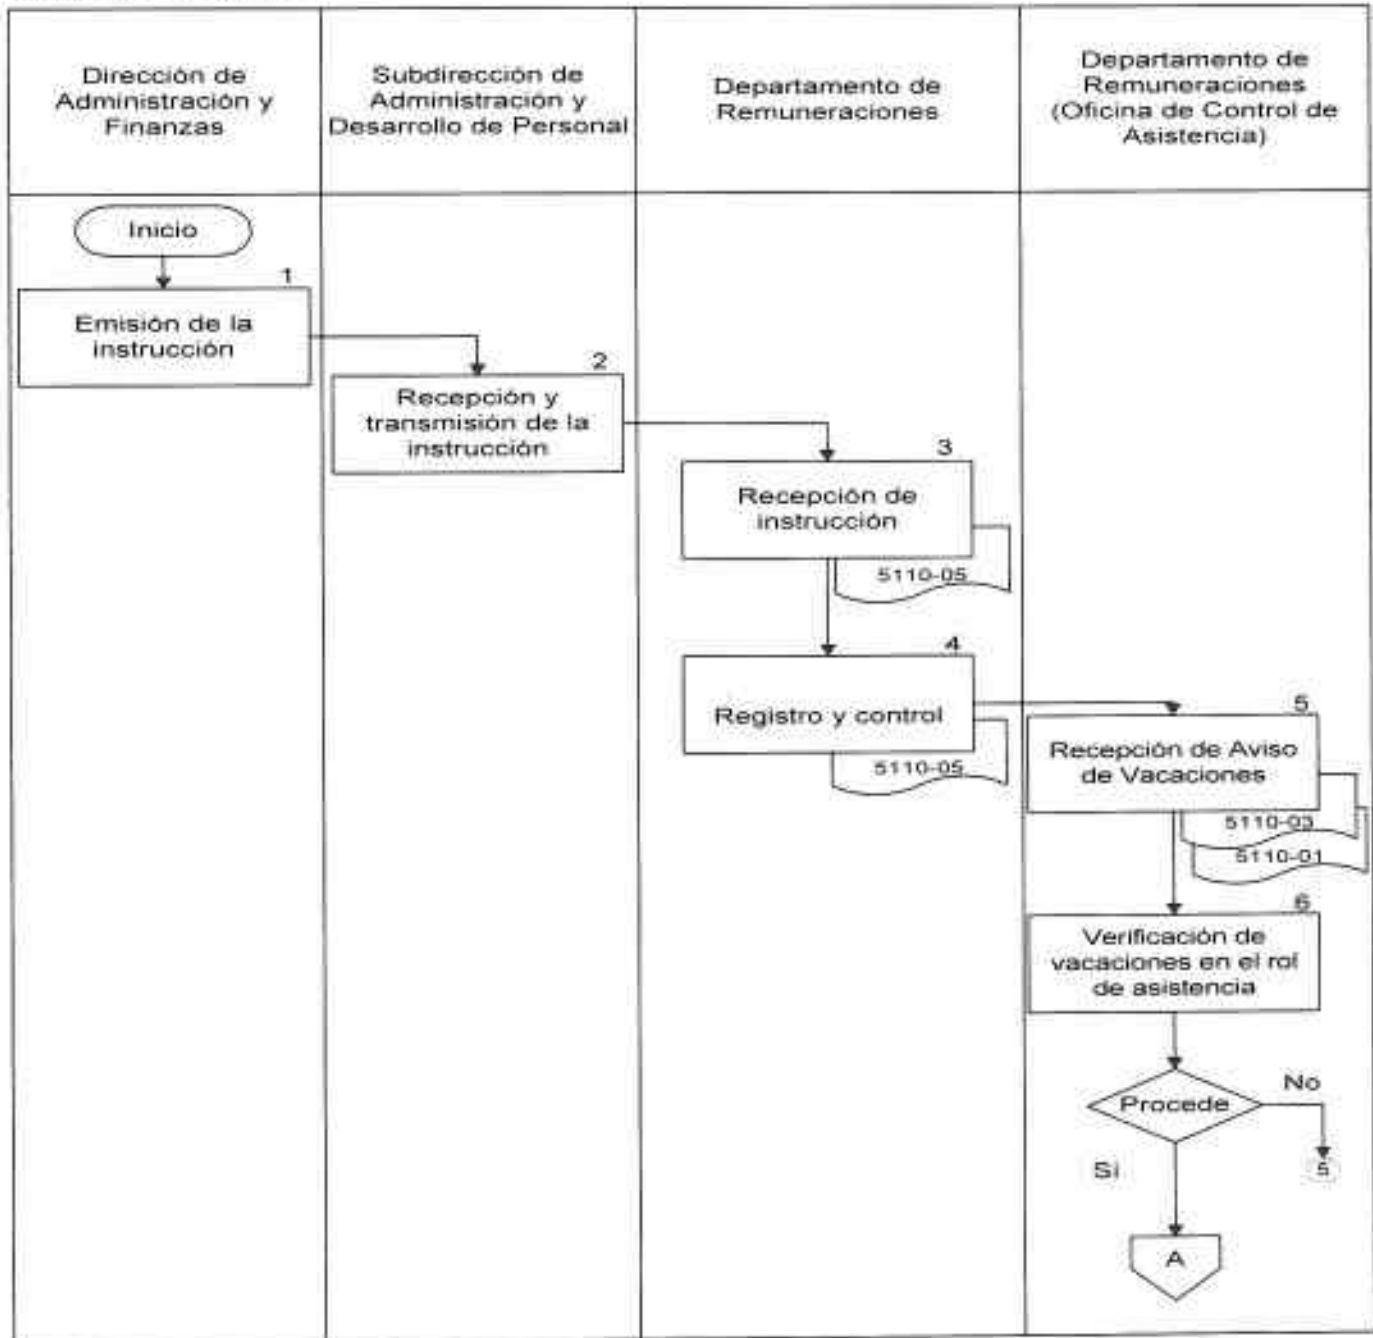 Dirección de
Administración y
Finanzas
Subdirección de
Administración y
Desarrollo de Personal
Departamento de
Remuneraciones
Departamento de
Remuneraciones
(Oficina de Control de
Asistencia)
Inicio
1
Emisión de la
instrucción
2
Recepción y
transmisión de la
instrucción
3
Recepción de
instrucción
5110-05
4
Registro y control
5110-05
5
Recepción de Aviso
de Vacaciones
5110-03
5110-01
6
Verificación de
vacaciones en el rol
de asistencia
Procede
No
5
Si
A